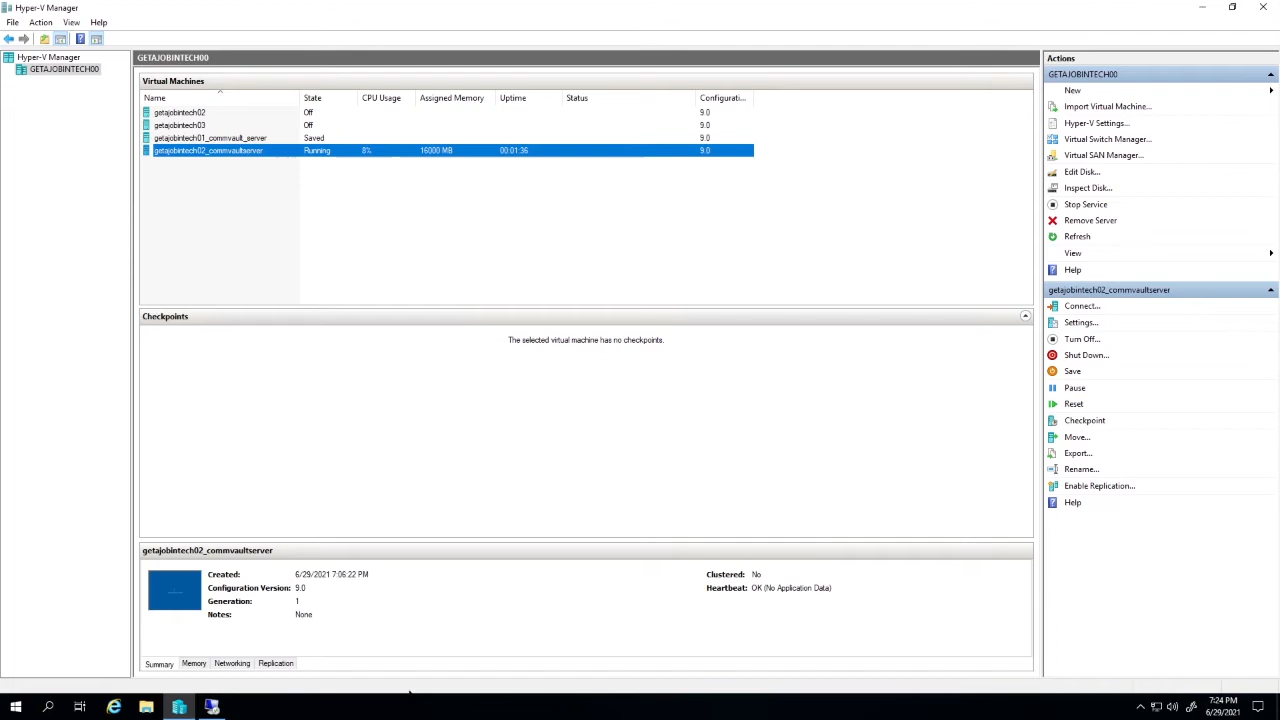 Hyper-V Manager
File Action View Help
Hyper-V Manager
GETAJOBINTECH00
GETAJOBINTECH00
Virtual Machines
Name State CPU Usage Assigned Memory Uptime Status Configurati...
getajobintech02 Off 9.0
getajobintech03 Off 9.0
getajobintech01_commvault_server Saved 9.0
getajobintech02_commvaultserver Running 8% 16000 MB 00:01:36 9.0
Checkpoints
The selected virtual machine has no checkpoints.
getajobintech02_commvaultserver
Created: 6/29/2021 7:06:22 PM Clustered: No
Configuration Version: 9.0 Heartbeat: OK (No Application Data)
Generation: 1
Notes: None
Summary Memory Networking Replication
Actions
GETAJOBINTECH00
New
Import Virtual Machine...
Hyper-V Settings...
Virtual Switch Manager...
Virtual SAN Manager...
Edit Disk...
Inspect Disk...
Stop Service
Remove Server
Refresh
View
Help
getajobintech02_commvaultserver
Connect...
Settings...
Turn Off...
Shut Down...
Save
Pause
Reset
Checkpoint
Move...
Export...
Rename...
Enable Replication...
Help
7:24 PM
6/29/2021